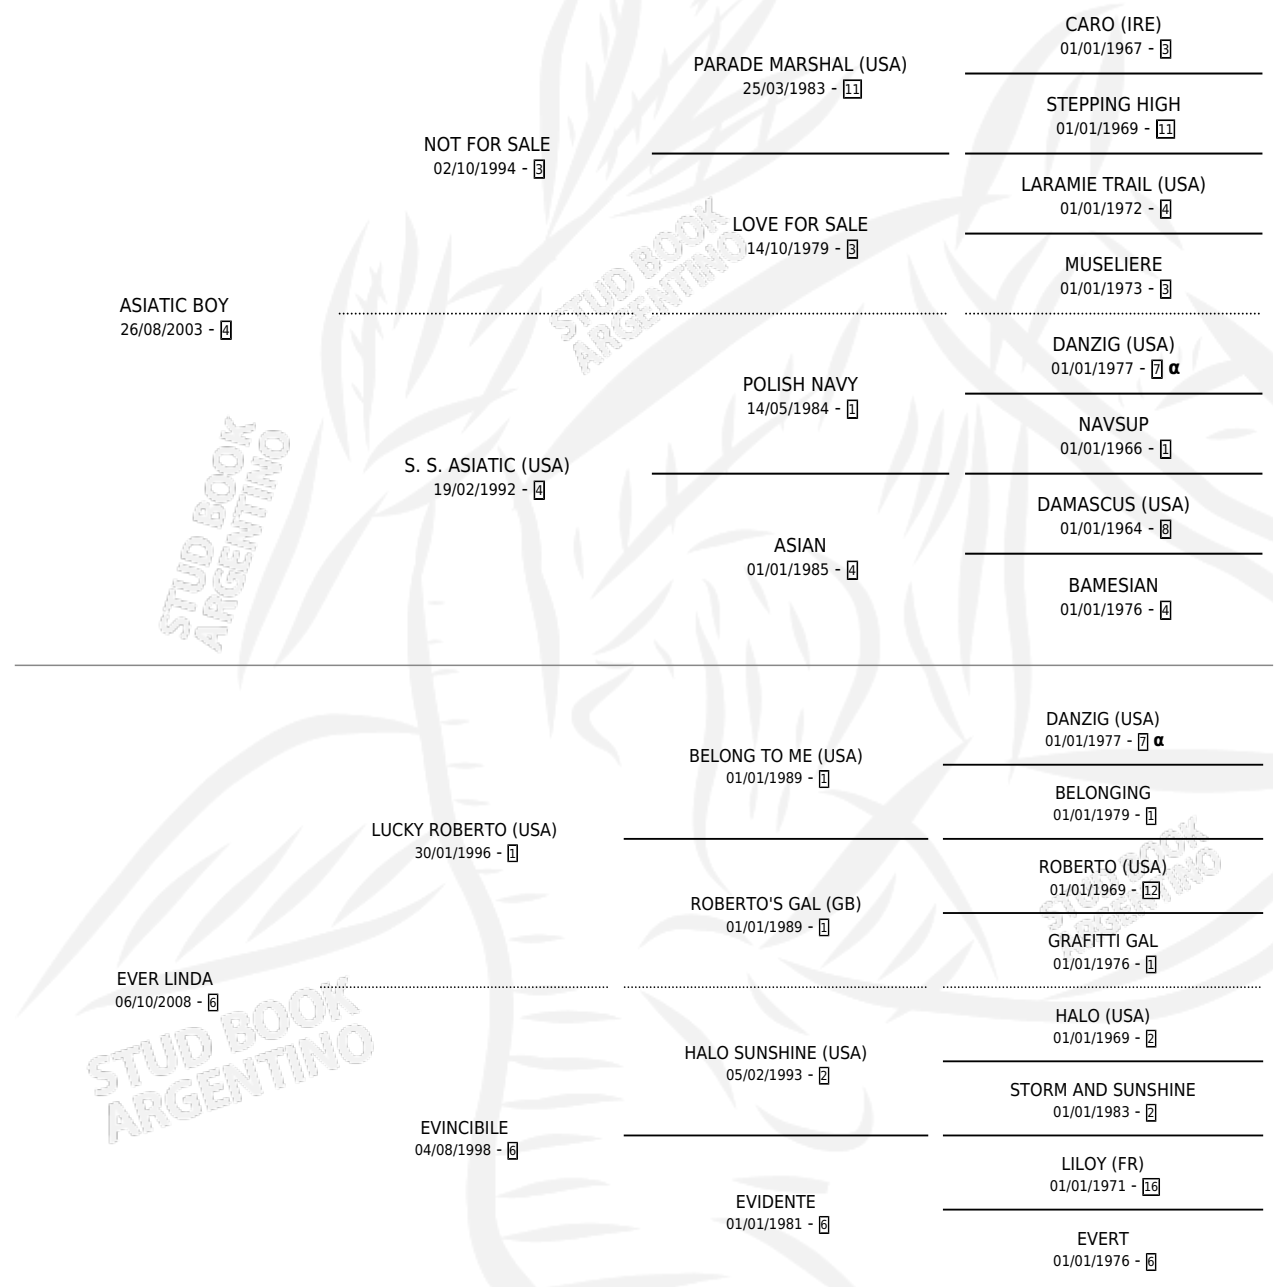 CARO (IRE)
01/01/1967 - 3
PARADE MARSHAL (USA)
25/03/1983 - 11
STEPPING HIGH
01/01/1969 - 11
NOT FOR SALE
02/10/1994 - 3
LARAMIE TRAIL (USA)
01/01/1972 - 4
LOVE FOR SALE
14/10/1979 - 3
MUSELIERE
01/01/1973 - 3
STUD BOOK
ARGENTINO
ASIATIC BOY
26/08/2003 - 4
DANZIG (USA)
01/01/1977 - 7 α
POLISH NAVY
14/05/1984 - 1
NAVSUP
01/01/1966 - 1
S. S. ASIATIC (USA)
19/02/1992 - 4
DAMASCUS (USA)
01/01/1964 - 8
ASIAN
01/01/1985 - 4
BAMESIAN
01/01/1976 - 4
STUD BOOK
ARGENTINO
DANZIG (USA)
01/01/1977 - 7 α
BELONG TO ME (USA)
01/01/1989 - 1
BELONGING
01/01/1979 - 1
LUCKY ROBERTO (USA)
30/01/1996 - 1
ROBERTO (USA)
01/01/1969 - 12
ROBERTO'S GAL (GB)
01/01/1989 - 1
GRAFITTI GAL
01/01/1976 - 1
STUD BOOK
ARGENTINO
EVER LINDA
06/10/2008 - 6
HALO (USA)
01/01/1969 - 2
HALO SUNSHINE (USA)
05/02/1993 - 2
STORM AND SUNSHINE
01/01/1983 - 2
STUD BOOK
ARGENTINO
EVINCIBILE
04/08/1998 - 6
LILOY (FR)
01/01/1971 - 16
EVIDENTE
01/01/1981 - 6
EVERT
01/01/1976 - 6